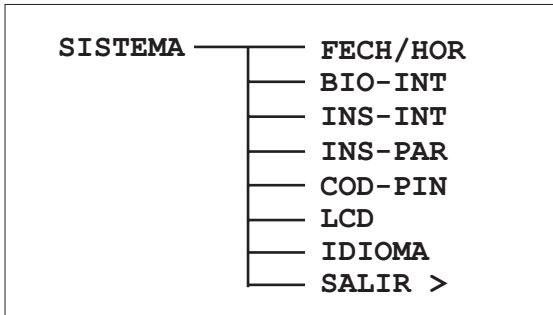 SISTEMA FECH/HOR
BIO-INT
INS-INT
INS-PAR
COD-PIN
LCD
IDIOMA
SALIR >